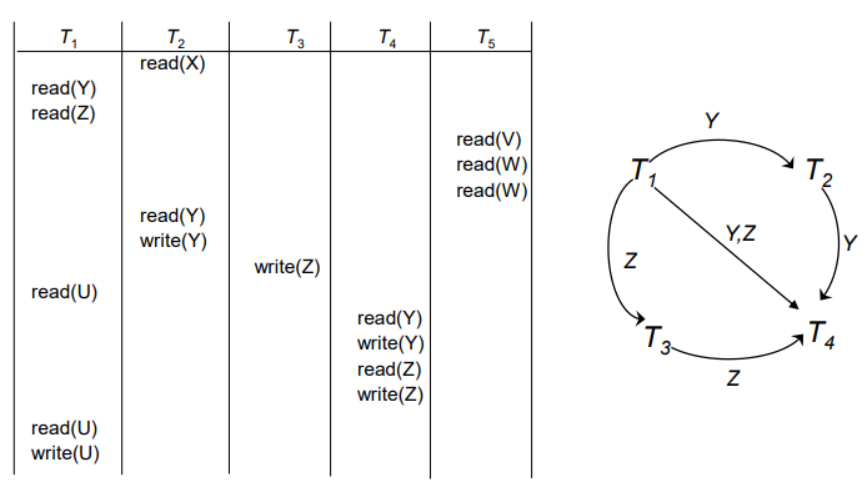 T1 T2 T3 T4 T5
read(X)
read(Y)
read(Z)
read(V)
read(W)
read(W)
read(Y)
write(Y)
write(Z)
read(U)
read(Y)
write(Y)
read(Z)
write(Z)
read(U)
write(U)
Y
T1 T2
Y,Z
Y
Z
T3 T4
Z